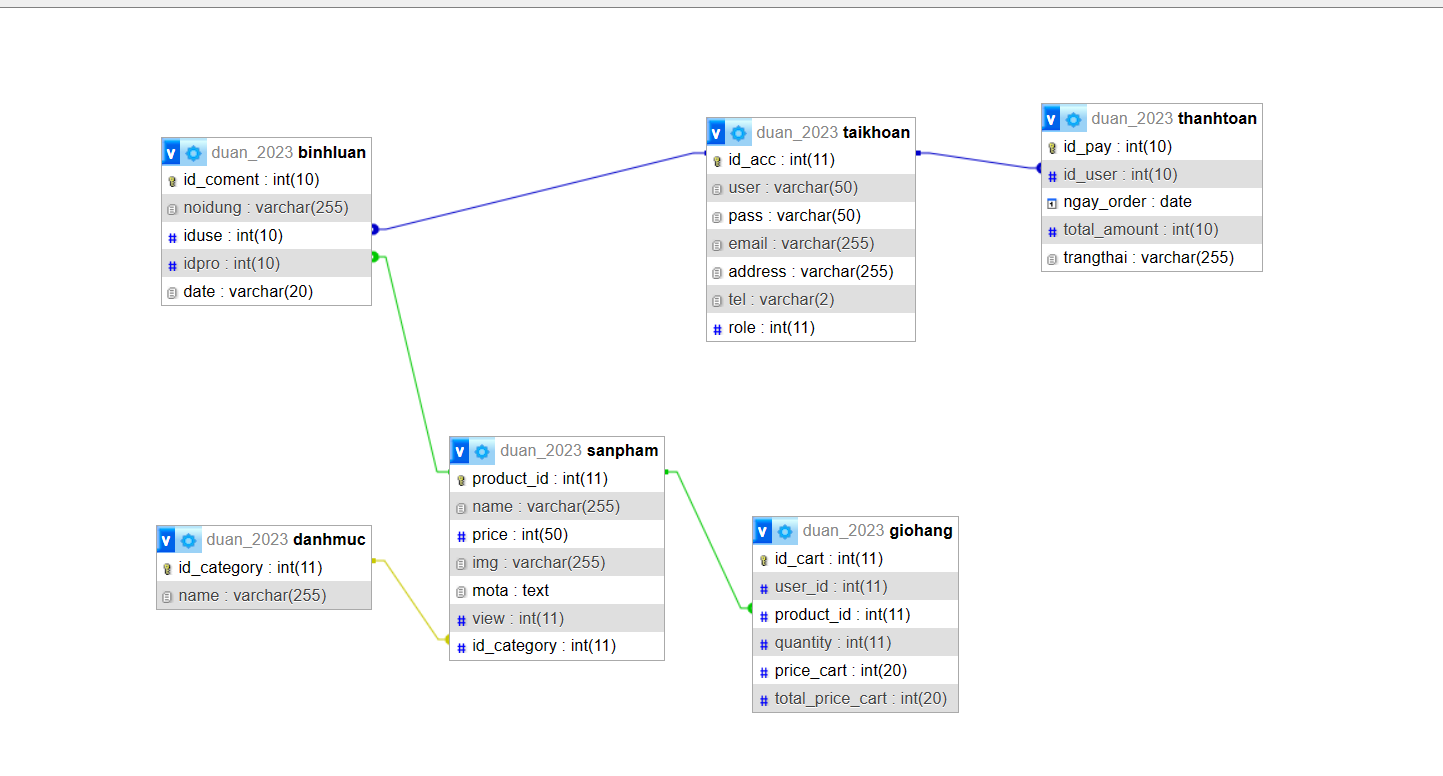 duan_2023 binhluan
id_coment : int(10)
noidung : varchar(255)
iduse : int(10)
idpro : int(10)
date : varchar(20)
duan_2023 taikhoan
id_acc : int(11)
user : varchar(50)
pass : varchar(50)
email : varchar(255)
address : varchar(255)
tel : varchar(2)
role : int(11)
duan_2023 thanhtoan
id_pay : int(10)
id_user : int(10)
ngay_order : date
total_amount : int(10)
trangthai : varchar(255)
duan_2023 danhmuc
id_category : int(11)
name : varchar(255)
duan_2023 sanpham
product_id : int(11)
name : varchar(255)
price : int(50)
img : varchar(255)
mota : text
view : int(11)
id_category : int(11)
duan_2023 giohang
id_cart : int(11)
user_id : int(11)
product_id : int(11)
quantity : int(11)
price_cart : int(20)
total_price_cart : int(20)